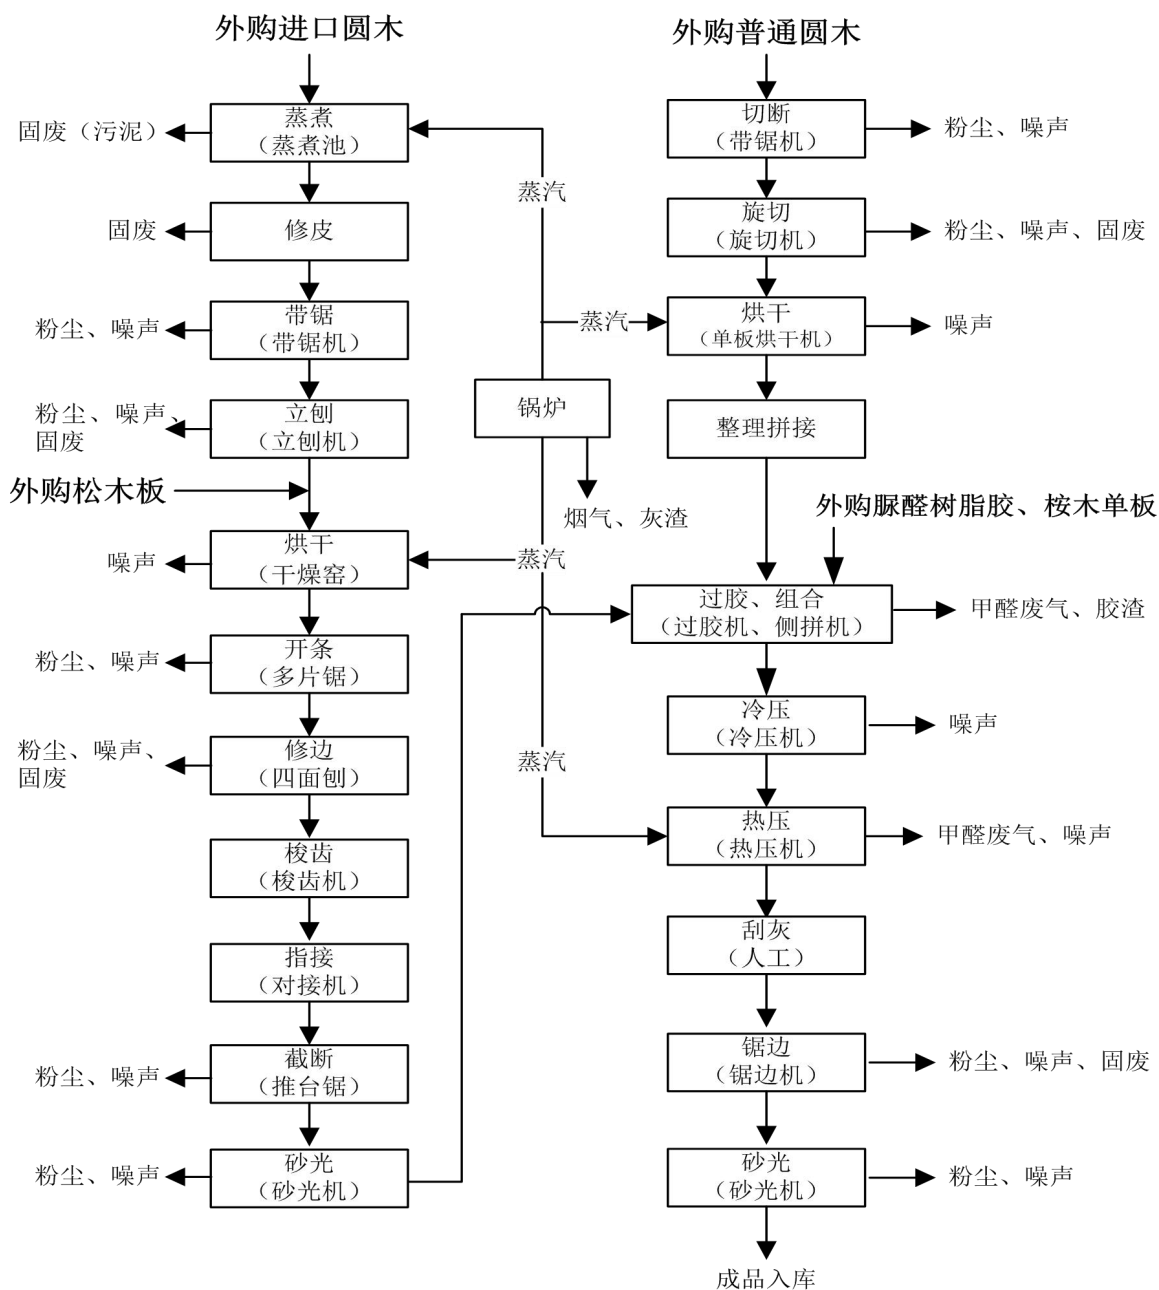 外购进口圆木
蒸煮
（蒸煮池）
固废（污泥）
修皮
固废
带锯
（带锯机）
粉尘、噪声
立刨
（立刨机）
粉尘、噪声、
固废
外购松木板
烘干
（干燥窑）
噪声
开条
（多片锯）
粉尘、噪声
修边
（四面刨）
粉尘、噪声、
固废
梭齿
（梭齿机）
指接
（对接机）
截断
（推台锯）
粉尘、噪声
砂光
（砂光机）
粉尘、噪声
蒸汽
蒸汽
锅炉
烟气、灰渣
蒸汽
蒸汽
外购普通圆木
切断
（带锯机）
粉尘、噪声
旋切
（旋切机）
粉尘、噪声、固废
烘干
（单板烘干机）
噪声
整理拼接
外购脲醛树脂胶、桉木单板
过胶、组合
（过胶机、侧拼机）
甲醛废气、胶渣
冷压
（冷压机）
噪声
热压
（热压机）
甲醛废气、噪声
刮灰
（人工）
锯边
（锯边机）
粉尘、噪声、固废
砂光
（砂光机）
粉尘、噪声
成品入库